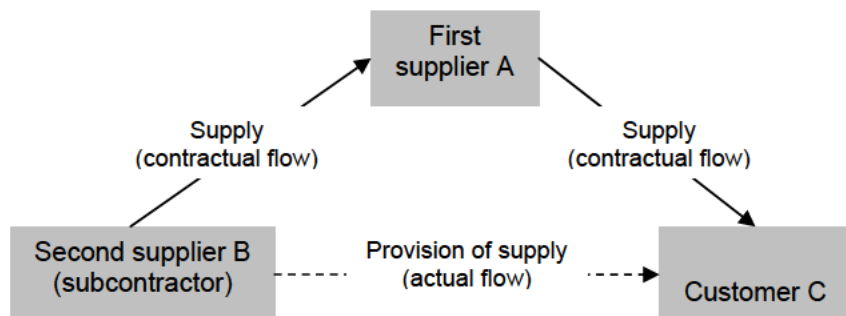 First
supplier A
Supply
(contractual flow)
Supply
(contractual flow)
Second supplier B
(subcontractor)
Provision of supply
(actual flow)
Customer C